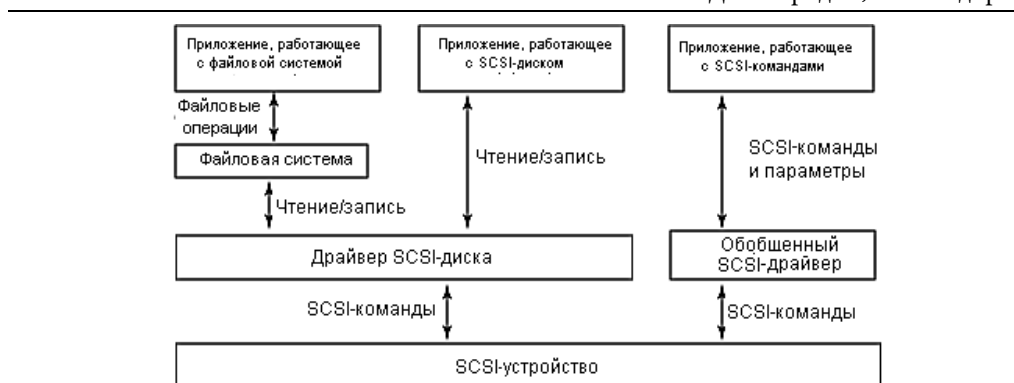 Приложение, работающее
с файловой системой
Приложение, работающее
с SCSI-диском
Приложение, работающее
с SCSI-командами
Файловые
операции
Файловая система
Чтение/запись
SCSI-команды
и параметры
Чтение/запись
Драйвер SCSI-диска
Обобщенный
SCSI-драйвер
SCSI-команды
SCSI-команды
SCSI-устройство